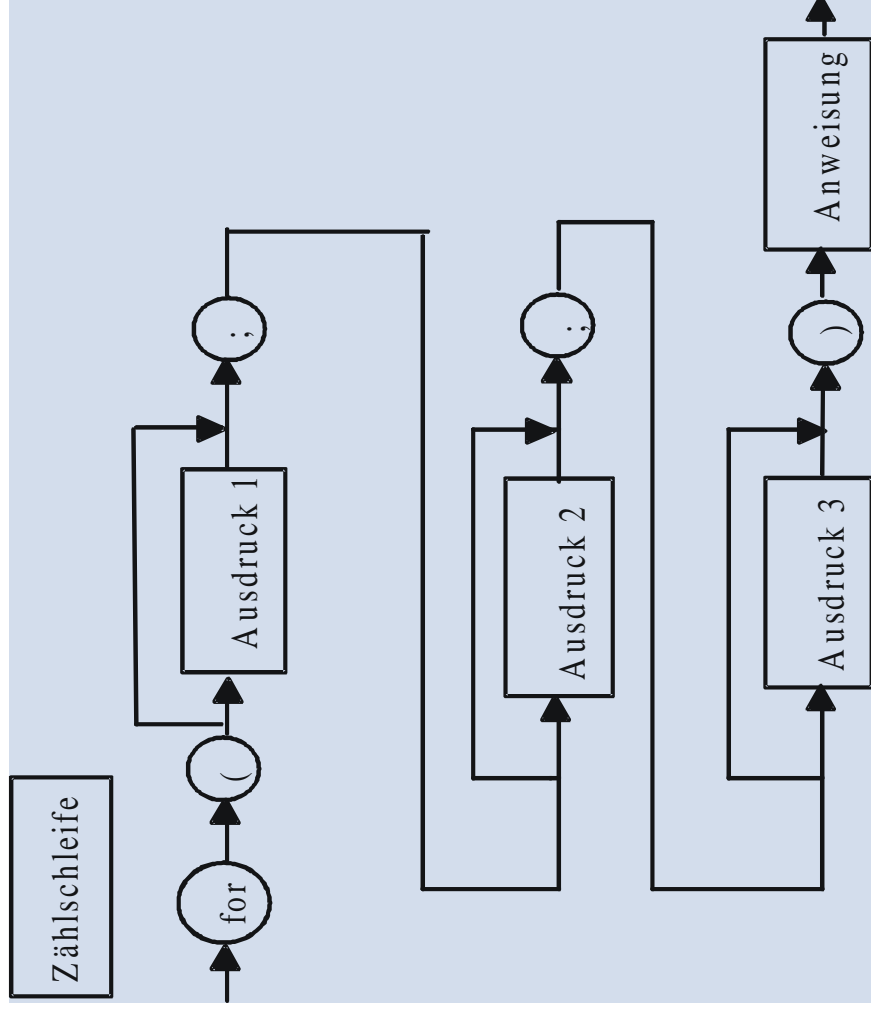 Zählschleife
for
(
Ausdruck 1
;
Ausdruck 2
;
Ausdruck 3
)
Anweisung